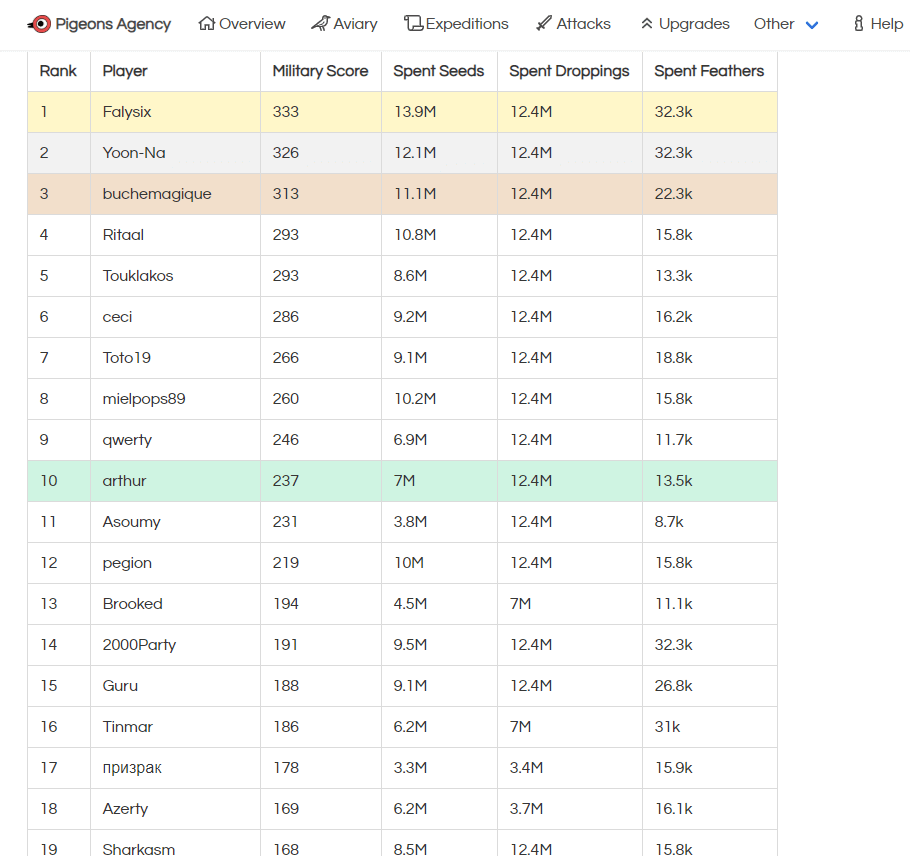 Pigeons Agency Overview Aviary Expeditions Attacks Upgrades Other Help
Rank Player Military Score Spent Seeds Spent Droppings Spent Feathers
1 Falysix 333 13.9M 12.4M 32.3k
2 Yoon-Na 326 12.1M 12.4M 32.3k
3 buchemagique 313 11.1M 12.4M 22.3k
4 Ritaal 293 10.8M 12.4M 15.8k
5 Touklakos 293 8.6M 12.4M 13.3k
6 ceci 286 9.2M 12.4M 16.2k
7 Toto19 266 9.1M 12.4M 18.8k
8 mielpops89 260 10.2M 12.4M 15.8k
9 qwerty 246 6.9M 12.4M 11.7k
10 arthur 237 7M 12.4M 13.5k
11 Asoumy 231 3.8M 12.4M 8.7k
12 pegion 219 10M 12.4M 15.8k
13 Brooked 194 4.5M 7M 11.1k
14 2000Party 191 9.5M 12.4M 32.3k
15 Guru 188 9.1M 12.4M 26.8k
16 Tinmar 186 6.2M 7M 31k
17 призрак 178 3.3M 3.4M 15.9k
18 Azerty 169 6.2M 3.7M 16.1k
19 Sharkasm 168 8.5M 12.4M 15.8k